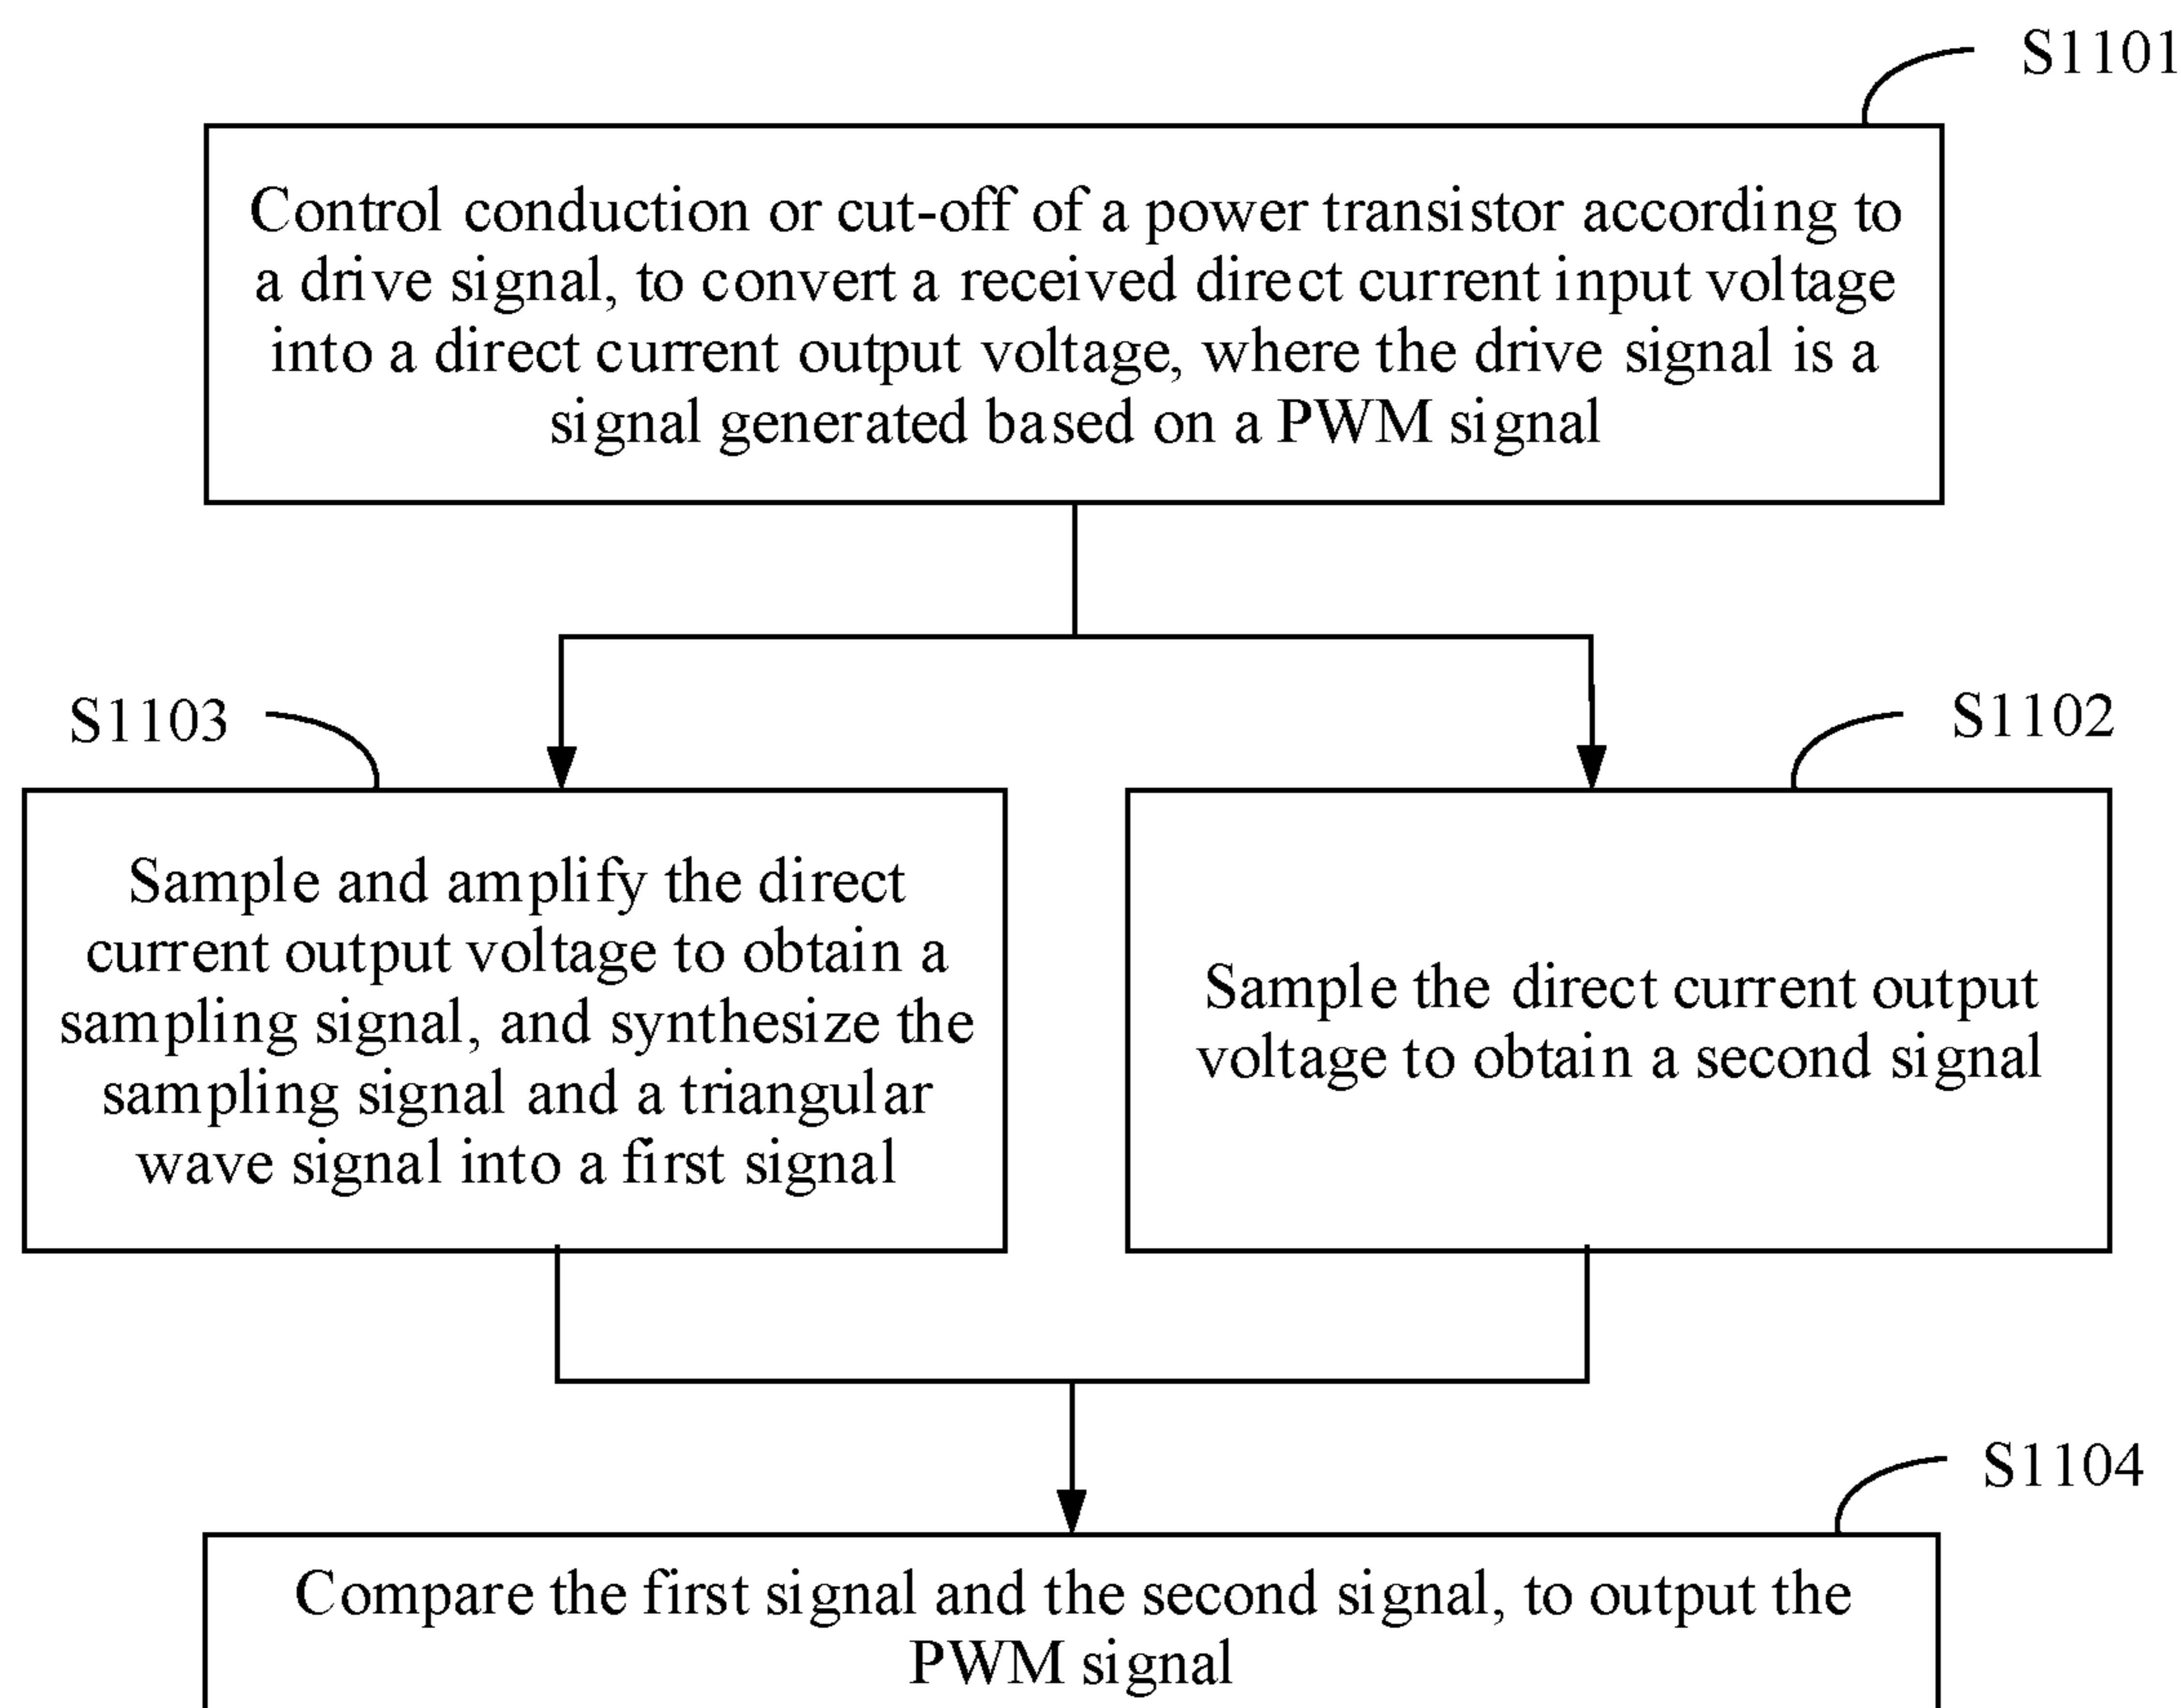 S1101
Control conduction or cut-off of a power transistor according to
a drive signal, to convert a received direct current input voltage
into a direct current output voltage, where the drive signal is a
signal generated based on a PWM signal
S1103
Sample and amplify the direct
current output voltage to obtain a
sampling signal, and synthesize the
sampling signal and a triangular
wave signal into a first signal
S1102
Sample the direct current output
voltage to obtain a second signal
S1104
Compare the first signal and the second signal, to output the
PWM signal